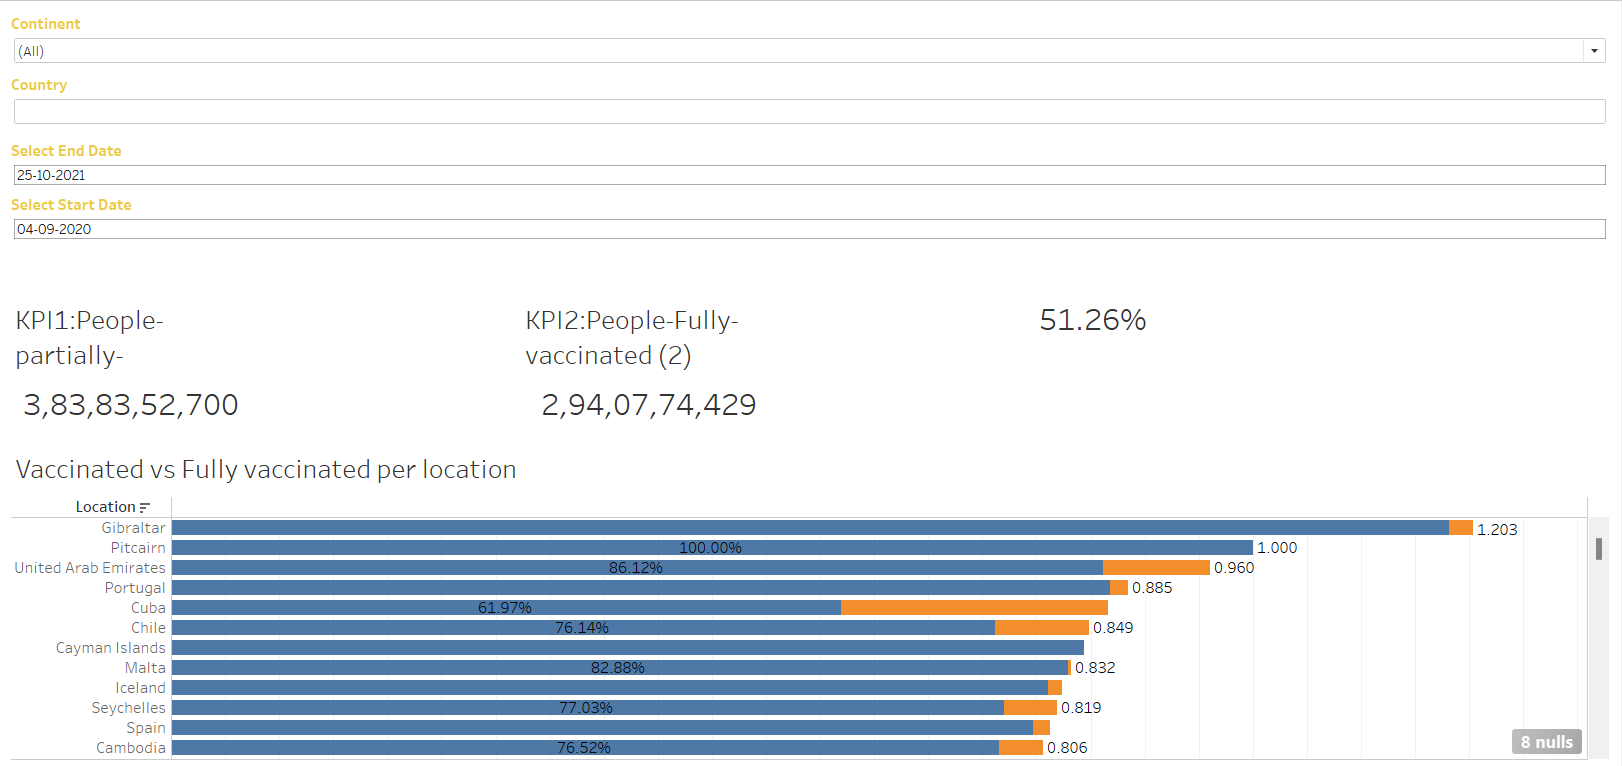 Continent
(All)
Country
Select End Date
25-10-2021
Select Start Date
04-09-2020
KPI1:People-
partially-
3,83,83,52,700
KPI2:People-Fully-
vaccinated (2)
2,94,07,74,429
51.26%
Vaccinated vs Fully vaccinated per location
Location
Gibraltar 1.203
Pitcairn 100.00% 1.000
United Arab Emirates 86.12% 0.960
Portugal 0.885
Cuba 61.97%
Chile 76.14% 0.849
Cayman Islands
Malta 82.88% 0.832
Iceland
Seychelles 77.03% 0.819
Spain
Cambodia 76.52% 0.806
8 nulls